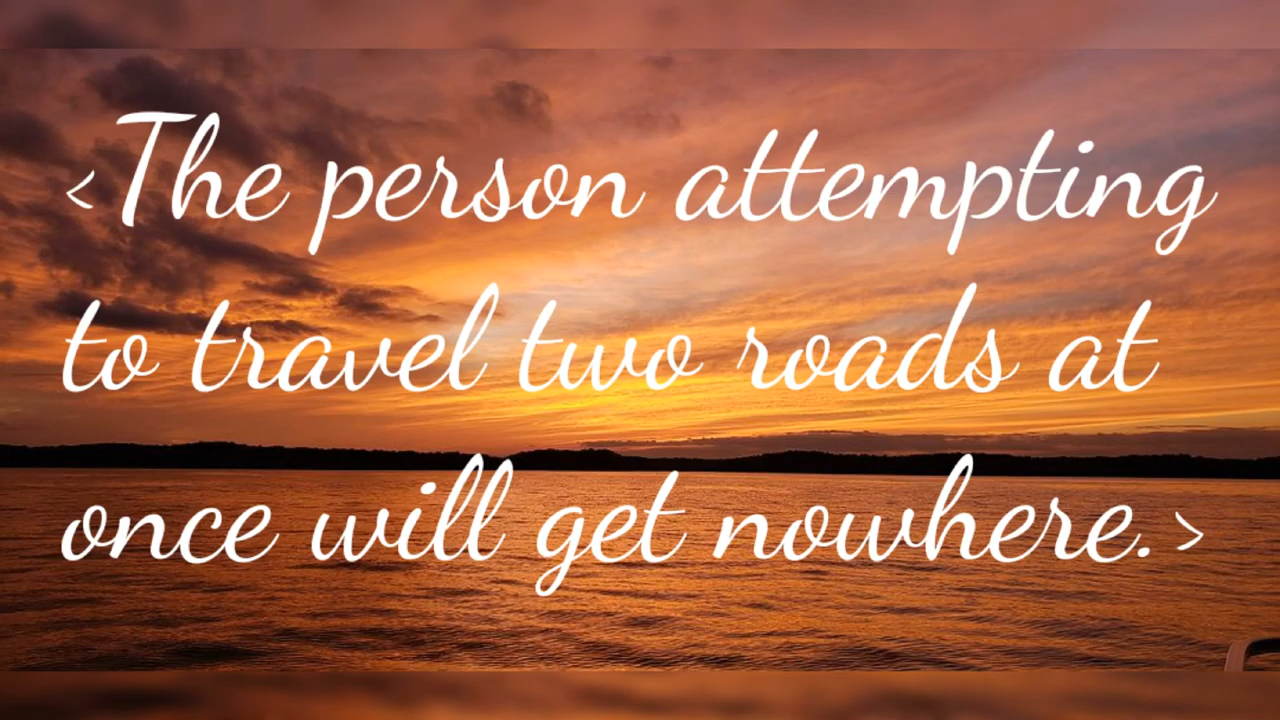 <The person attempting
to travel two roads at
once will get nowhere.>